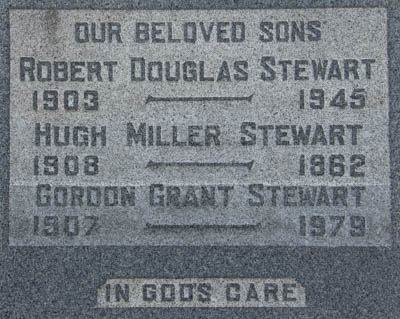 OUR BELOVED SONS
ROBERT DOUGLAS STEWART
1903 1945
HUGH MILLER STEWART
1908 1862
GORDON GRANT STEWART
1907 1979
IN GOD'S CARE